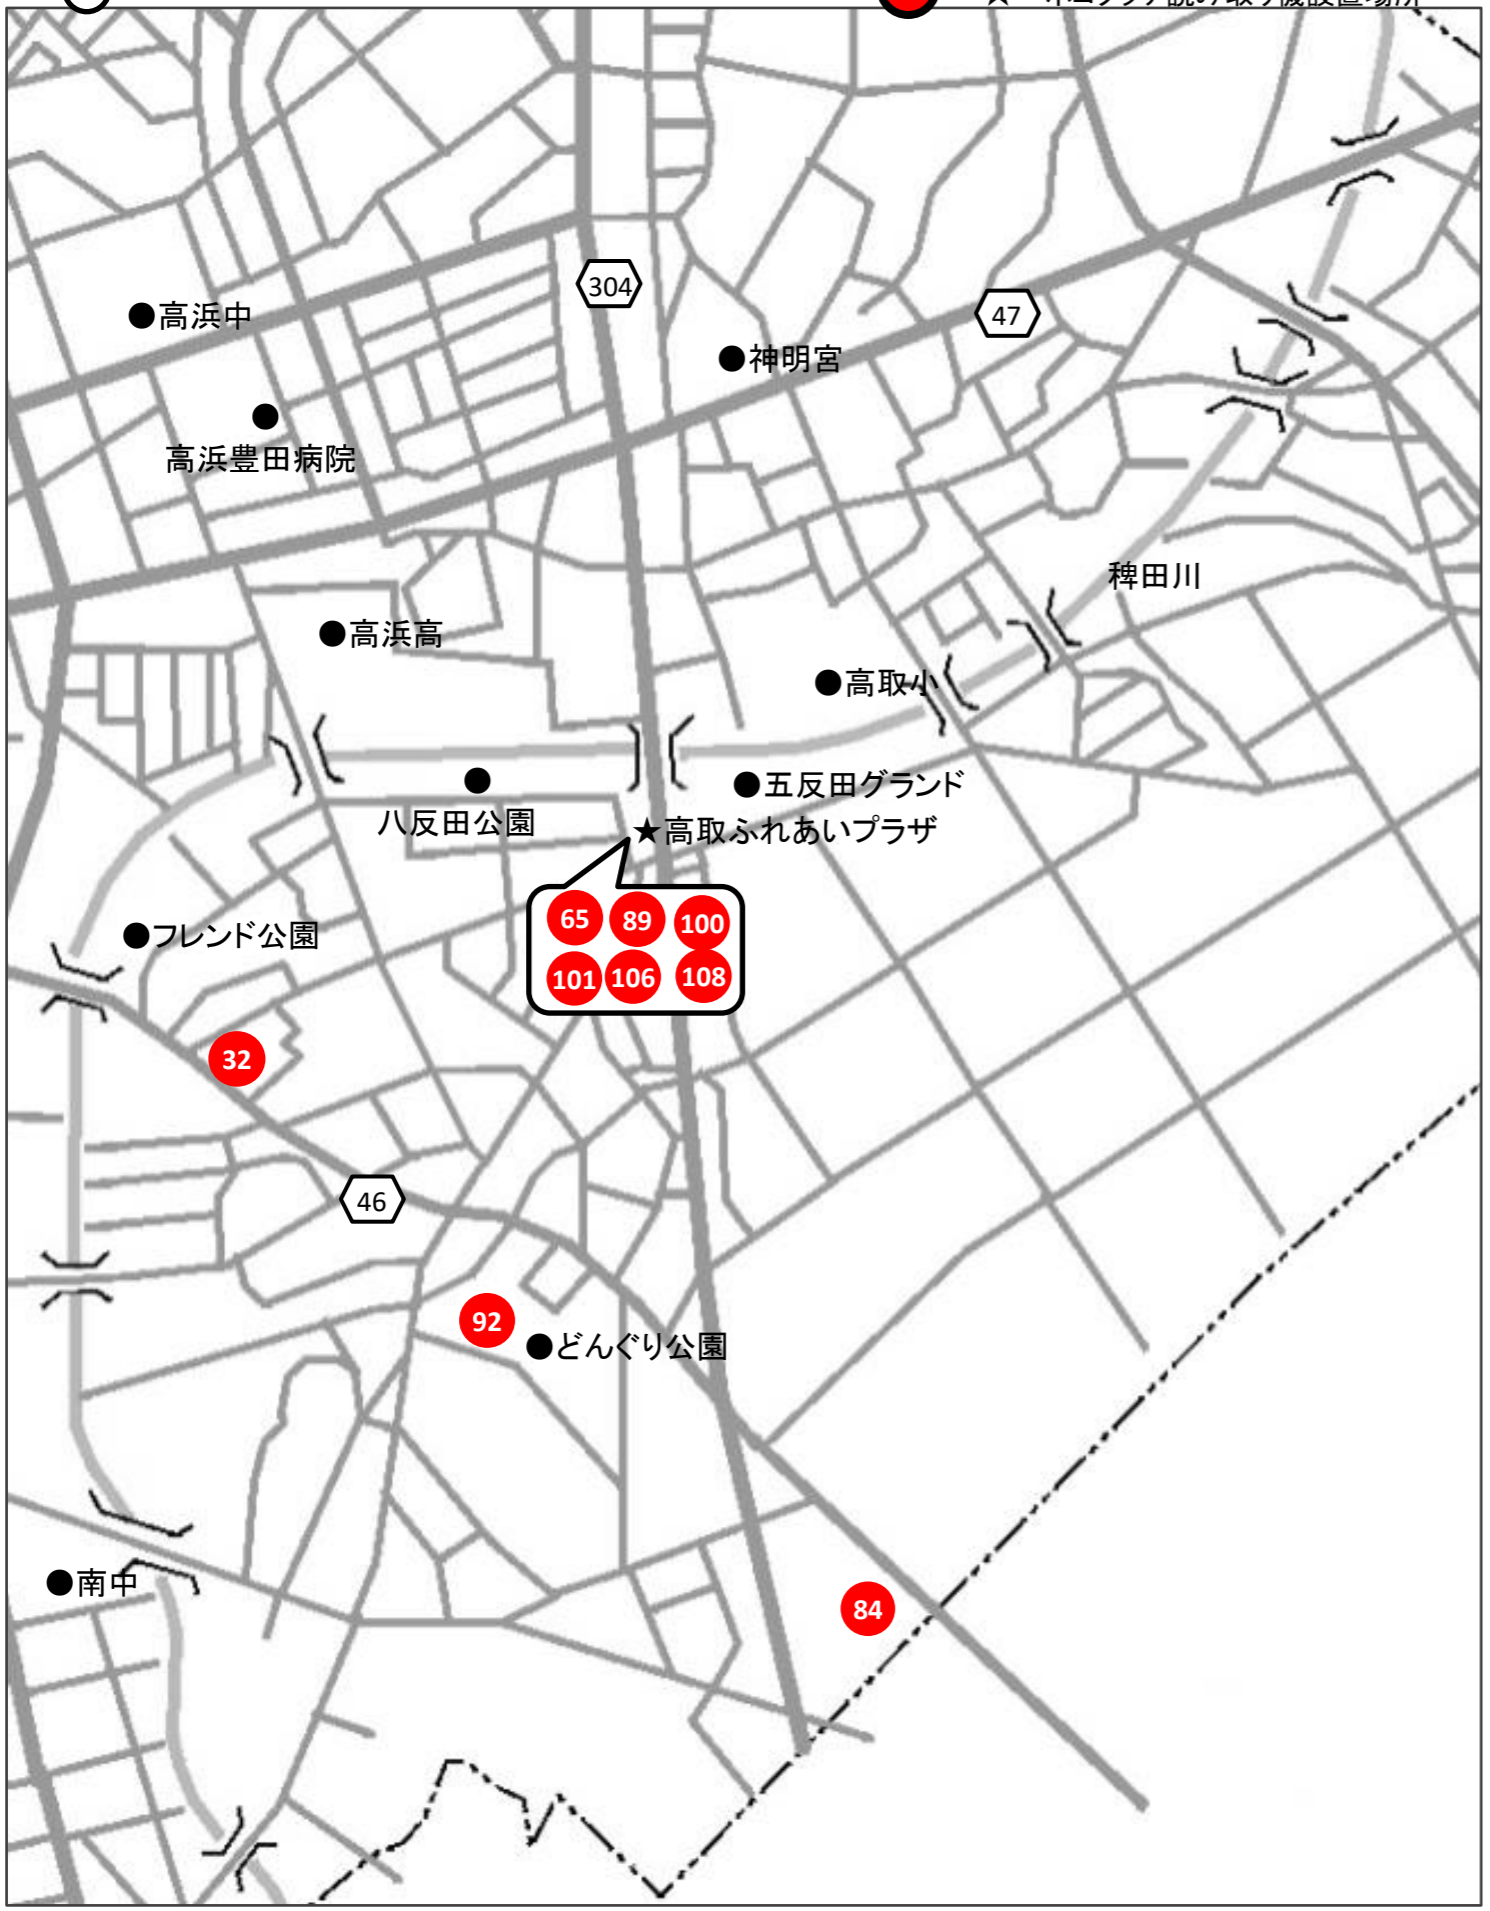 ★
304
●高浜中
47
●神明宮
●
高浜豊田病院
稗田川
●高浜高
●高取小
●
八反田公園
●五反田グランド
★高取ふれあいプラザ
65 89 100
●フレンド公園
101 106 108
32
46
92
●どんぐり公園
●南中
84